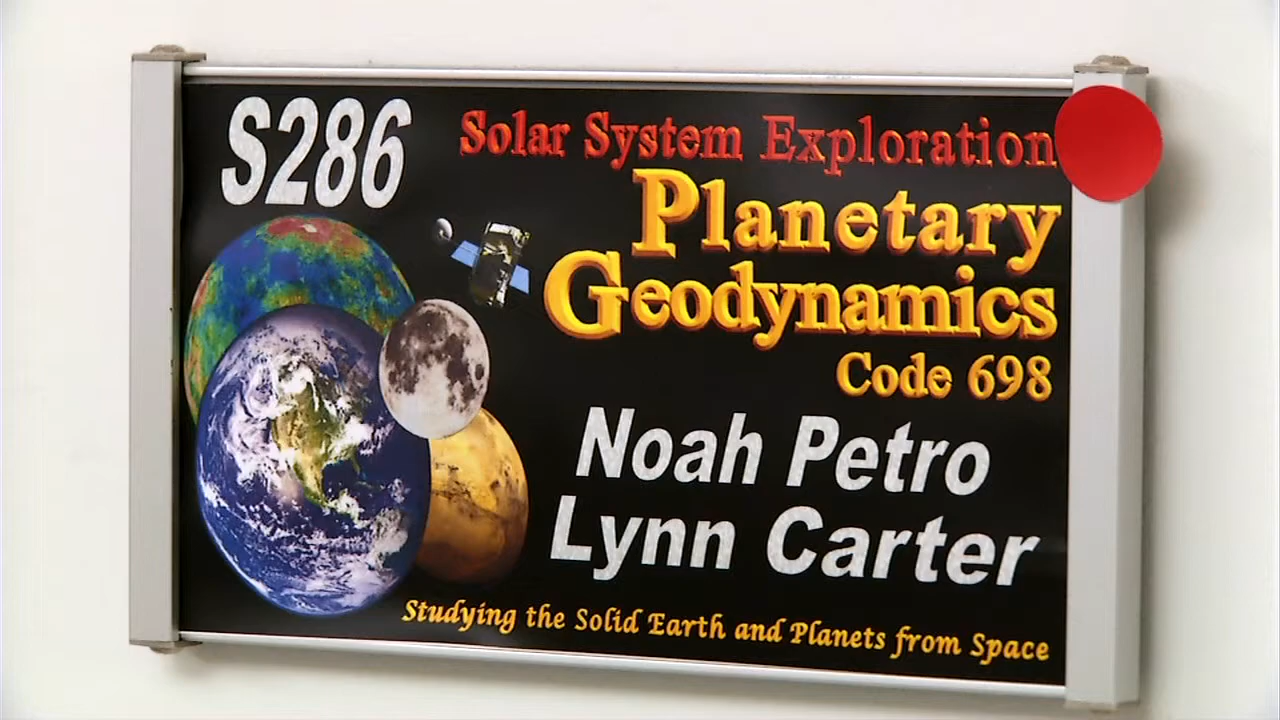 S286
Solar System Exploration
Planetary
Geodynamics
Code 698
Noah Petro
Lynn Carter
Studying the Solid Earth and Planets from Space